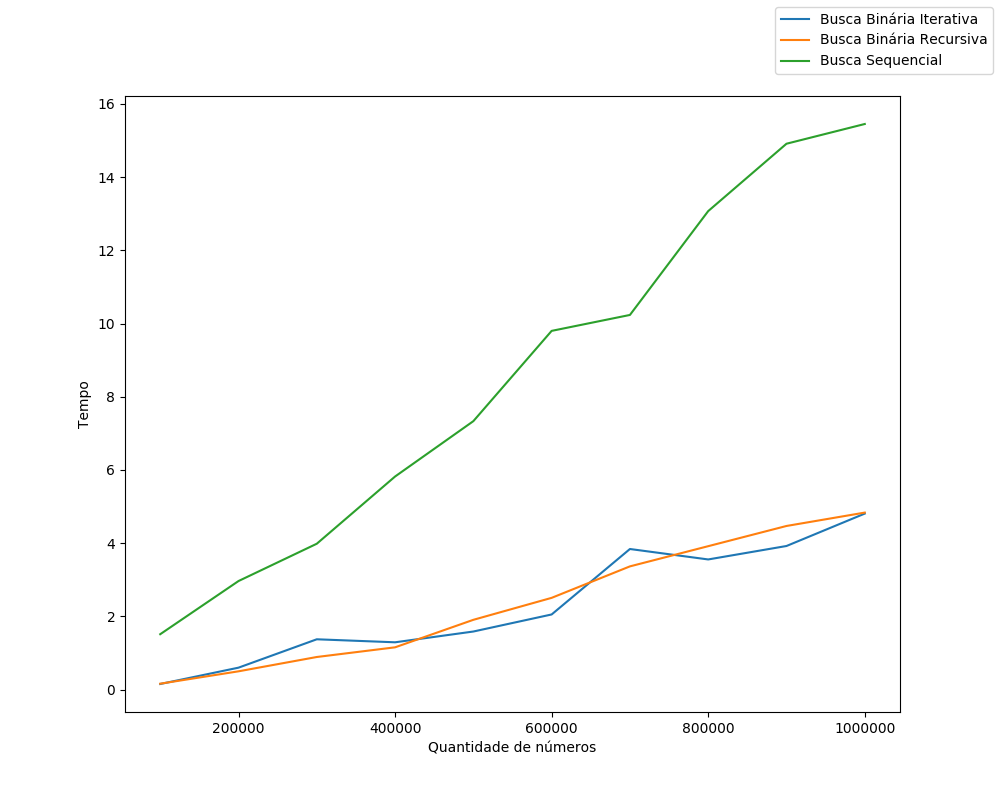 Busca Binária Iterativa
Busca Binária Recursiva
Busca Sequencial
16
14
12
10
8
6
4
2
0
Tempo
200000 400000 600000 800000 1000000
Quantidade de números